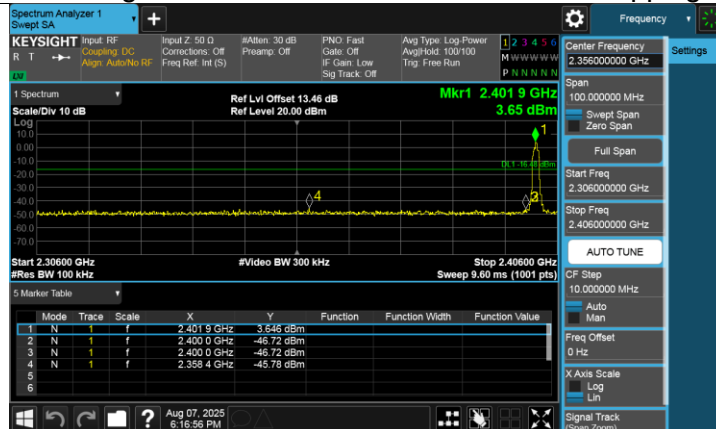 Spectrum Analyzer 1
Swept SA
+
Frequency
KEYSIGHT
R T
LXI
Input: RF
Coupling: DC
Align: Auto/No RF
Input Z: 50 Ω
Corrections: Off
Freq Ref: Int (S)
#Atten: 30 dB
Preamp: Off
PNO: Fast
Gate: Off
IF Gain: Low
Sig Track: Off
Avg Type: Log-Power
Avg|Hold: 100/100
Trig: Free Run
1 2 3 4 5 6
M W W W W W
P N N N N N
1 Spectrum
Scale/Div 10 dB
Ref Lvl Offset 13.46 dB
Ref Level 20.00 dBm
Mkr1 2.401 9 GHz
3.65 dBm
Log
10.0
0.00
-10.0
-20.0
-30.0
-40.0
-50.0
-60.0
-70.0
1
4
3
Start 2.30600 GHz
#Res BW 100 kHz
#Video BW 300 kHz
Stop 2.40600 GHz
Sweep 9.60 ms (1001 pts)
5 Marker Table
Mode Trace Scale X Y Function Function Width Function Value
1 N 1 f 2.401 9 GHz 3.646 dBm
2 N 1 f 2.400 0 GHz -46.72 dBm
3 N 1 f 2.400 0 GHz -46.72 dBm
4 N 1 f 2.358 4 GHz -45.78 dBm
5
6
?
Aug 07, 2025
6:16:56 PM
Center Frequency
2.356000000 GHz
Settings
Span
100.000000 MHz
Swept Span
Zero Span
Full Span
Start Freq
2.306000000 GHz
Stop Freq
2.406000000 GHz
AUTO TUNE
CF Step
10.000000 MHz
Auto
Man
Freq Offset
0 Hz
X Axis Scale
Log
Lin
Signal Track
(Span Zoom)